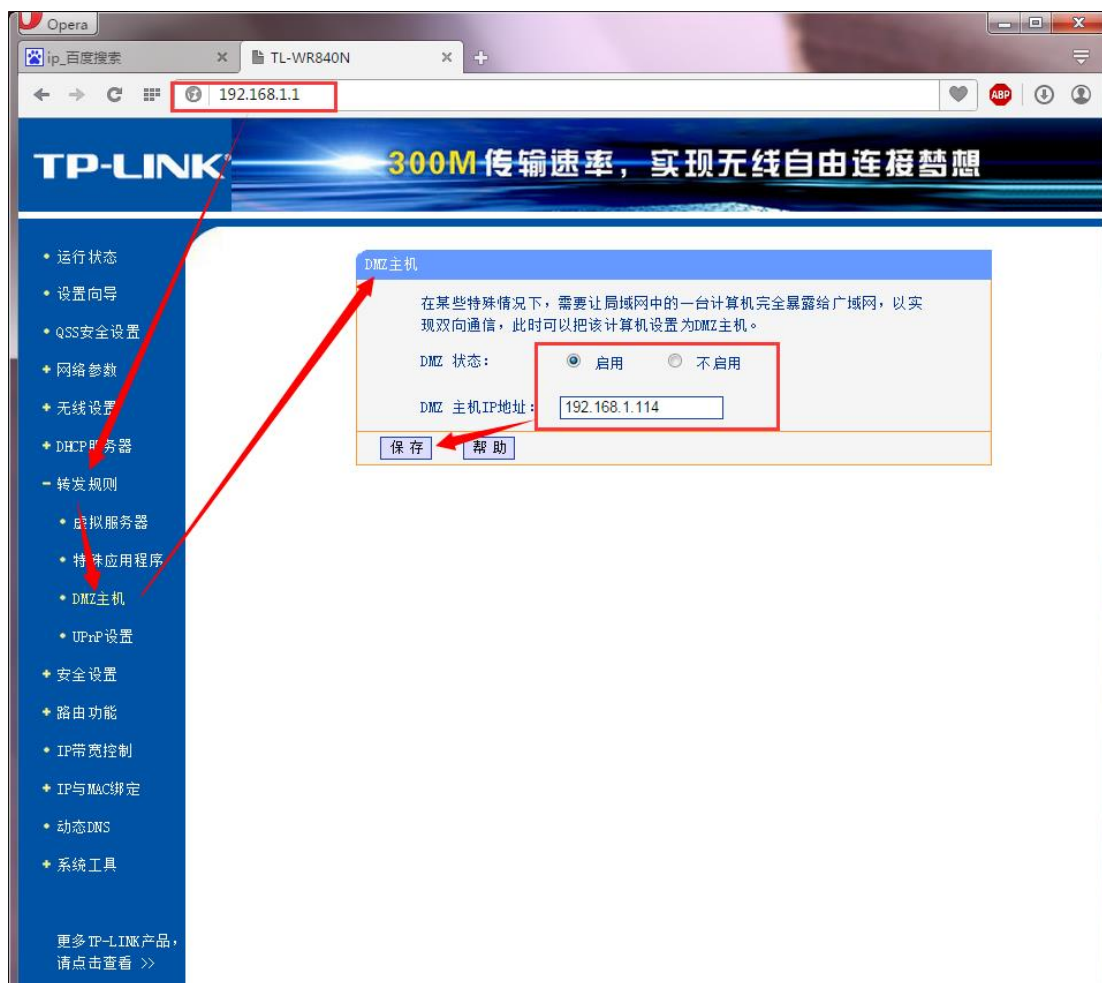 Opera
ip_百度搜索
TL-WR840N
192.168.1.1
ABP
TP-LINK
300M 传输速率，实现无线自由连接梦想
运行状态
设置向导
QSS安全设置
网络参数
无线设置
DHCP服务器
转发规则
虚拟服务器
特殊应用程序
DMZ主机
UPnP设置
安全设置
路由功能
IP带宽控制
IP与MAC绑定
动态DNS
系统工具
更多TP-LINK产品，
请点击查看 >>
DMZ主机
在某些特殊情况下，需要让局域网中的一台计算机完全暴露给广域网，以实
现双向通信，此时可以把该计算机设置为DMZ主机。
DMZ 状态： 启用 不启用
DMZ 主机IP地址： 192.168.1.114
保存 帮助